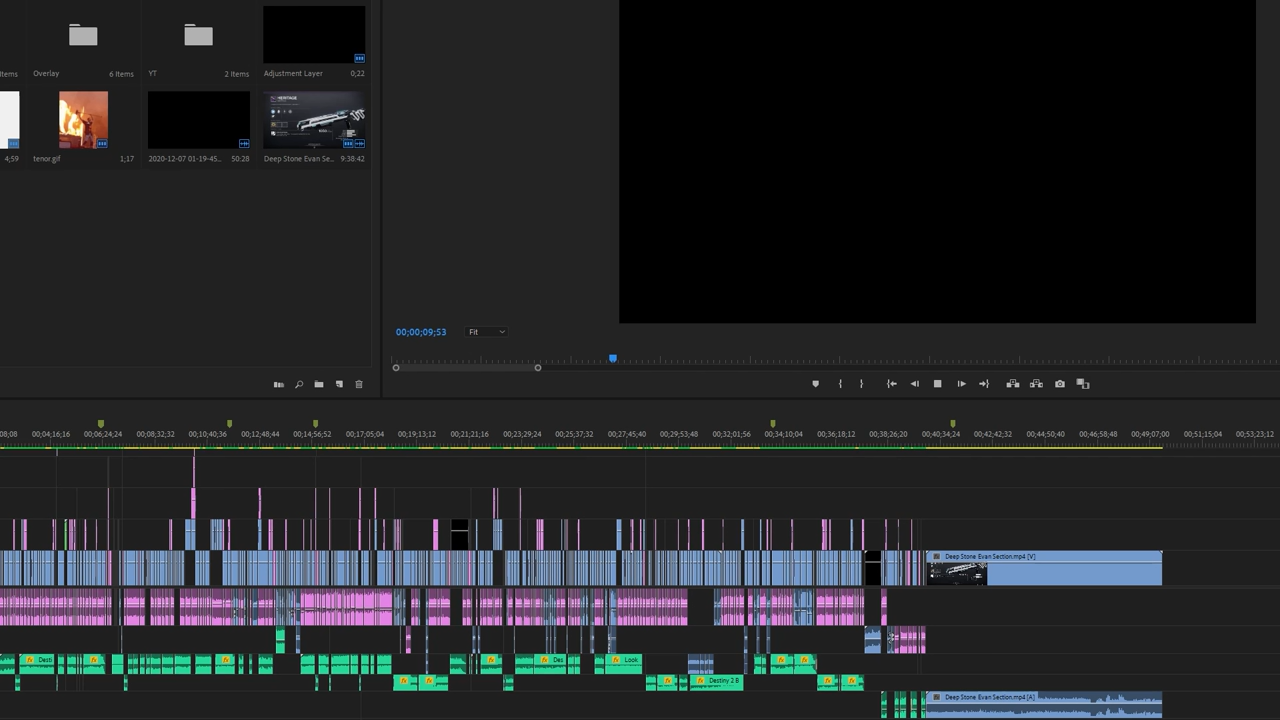 Items
Overlay 6 Items
YT 2 Items
Adjustment Layer 0;22
4;59
tenor.gif 1;17
2020-12-07 01-19-45... 50:28
Deep Stone Evan Se... 9:38:42
00;00;09;53
Fit
08;08 00;04;16;16 00;06;24;24 00;08;32;32 00;10;40;36 00;12;48;44 00;14;56;52 00;17;05;04 00;19;13;12 00;21;21;16 00;23;29;24 00;25;37;32 00;27;45;40 00;29;53;48 00;32;01;56 00;34;10;04 00;36;18;12 00;38;26;20 00;40;34;24 00;42;42;32 00;44;50;40 00;46;58;48 00;49;07;00 00;51;15;04 00;53;23;12
Deep Stone Evan Section.mp4 [V]
Desti
Des
Look
Destiny 2 B
Deep Stone Evan Section.mp4 [A]